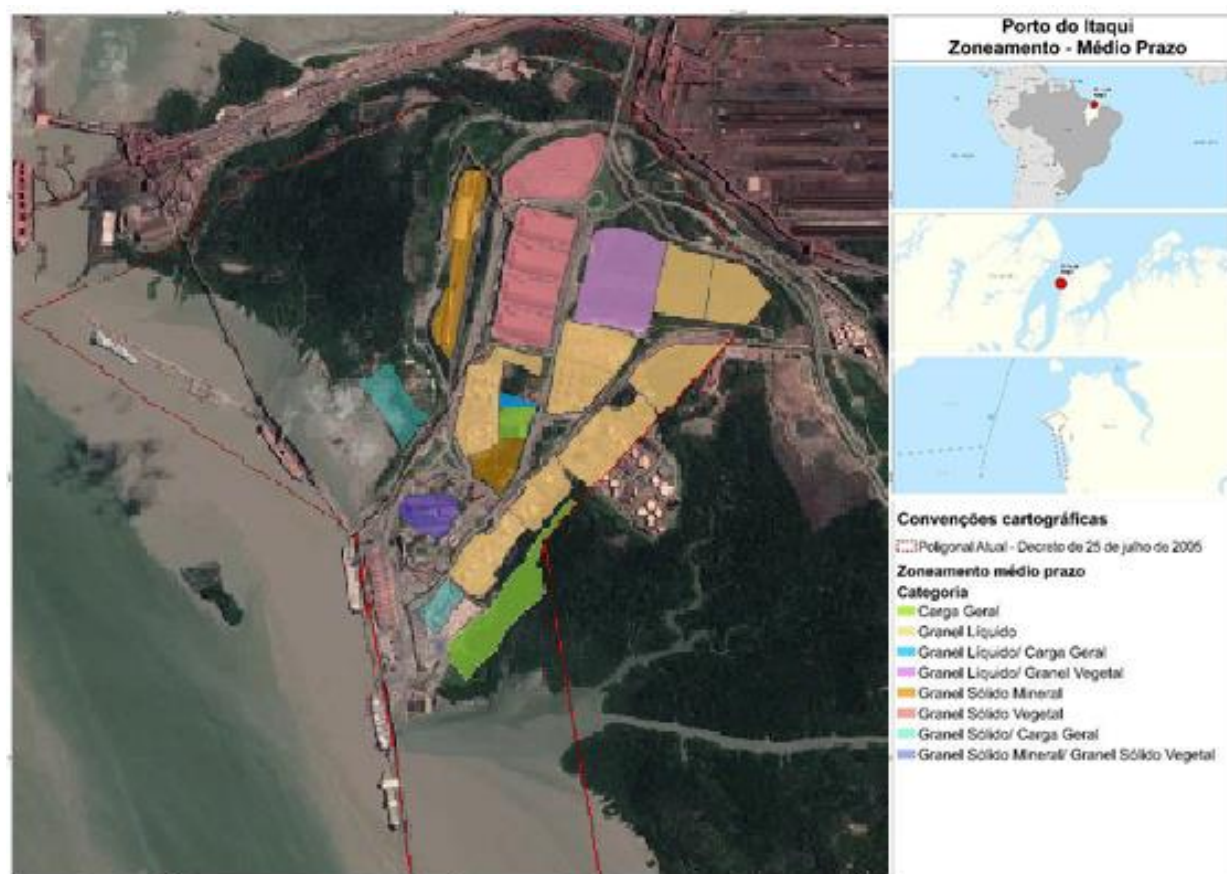 Porto do Itaqui
Zoneamento - Médio Prazo
Convenções cartográficas
Poligonal Atual - Decreto de 25 de julho de 2005
Zoneamento médio prazo
Categoria
Carga Geral
Granel Líquido
Granel Líquido/ Carga Geral
Granel Líquido/ Granel Vegetal
Granel Sólido Mineral
Granel Sólido Vegetal
Granel Sólido/ Carga Geral
Granel Sólido Mineral/ Granel Sólido Vegetal